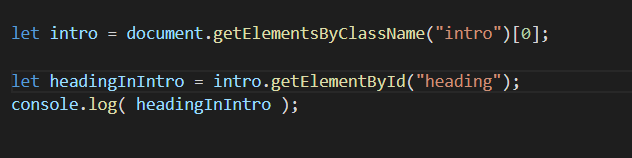 let intro = document.getElementsByClassName("intro")[0];
let headingInIntro = intro.getElementById("heading");
console.log( headingInIntro );